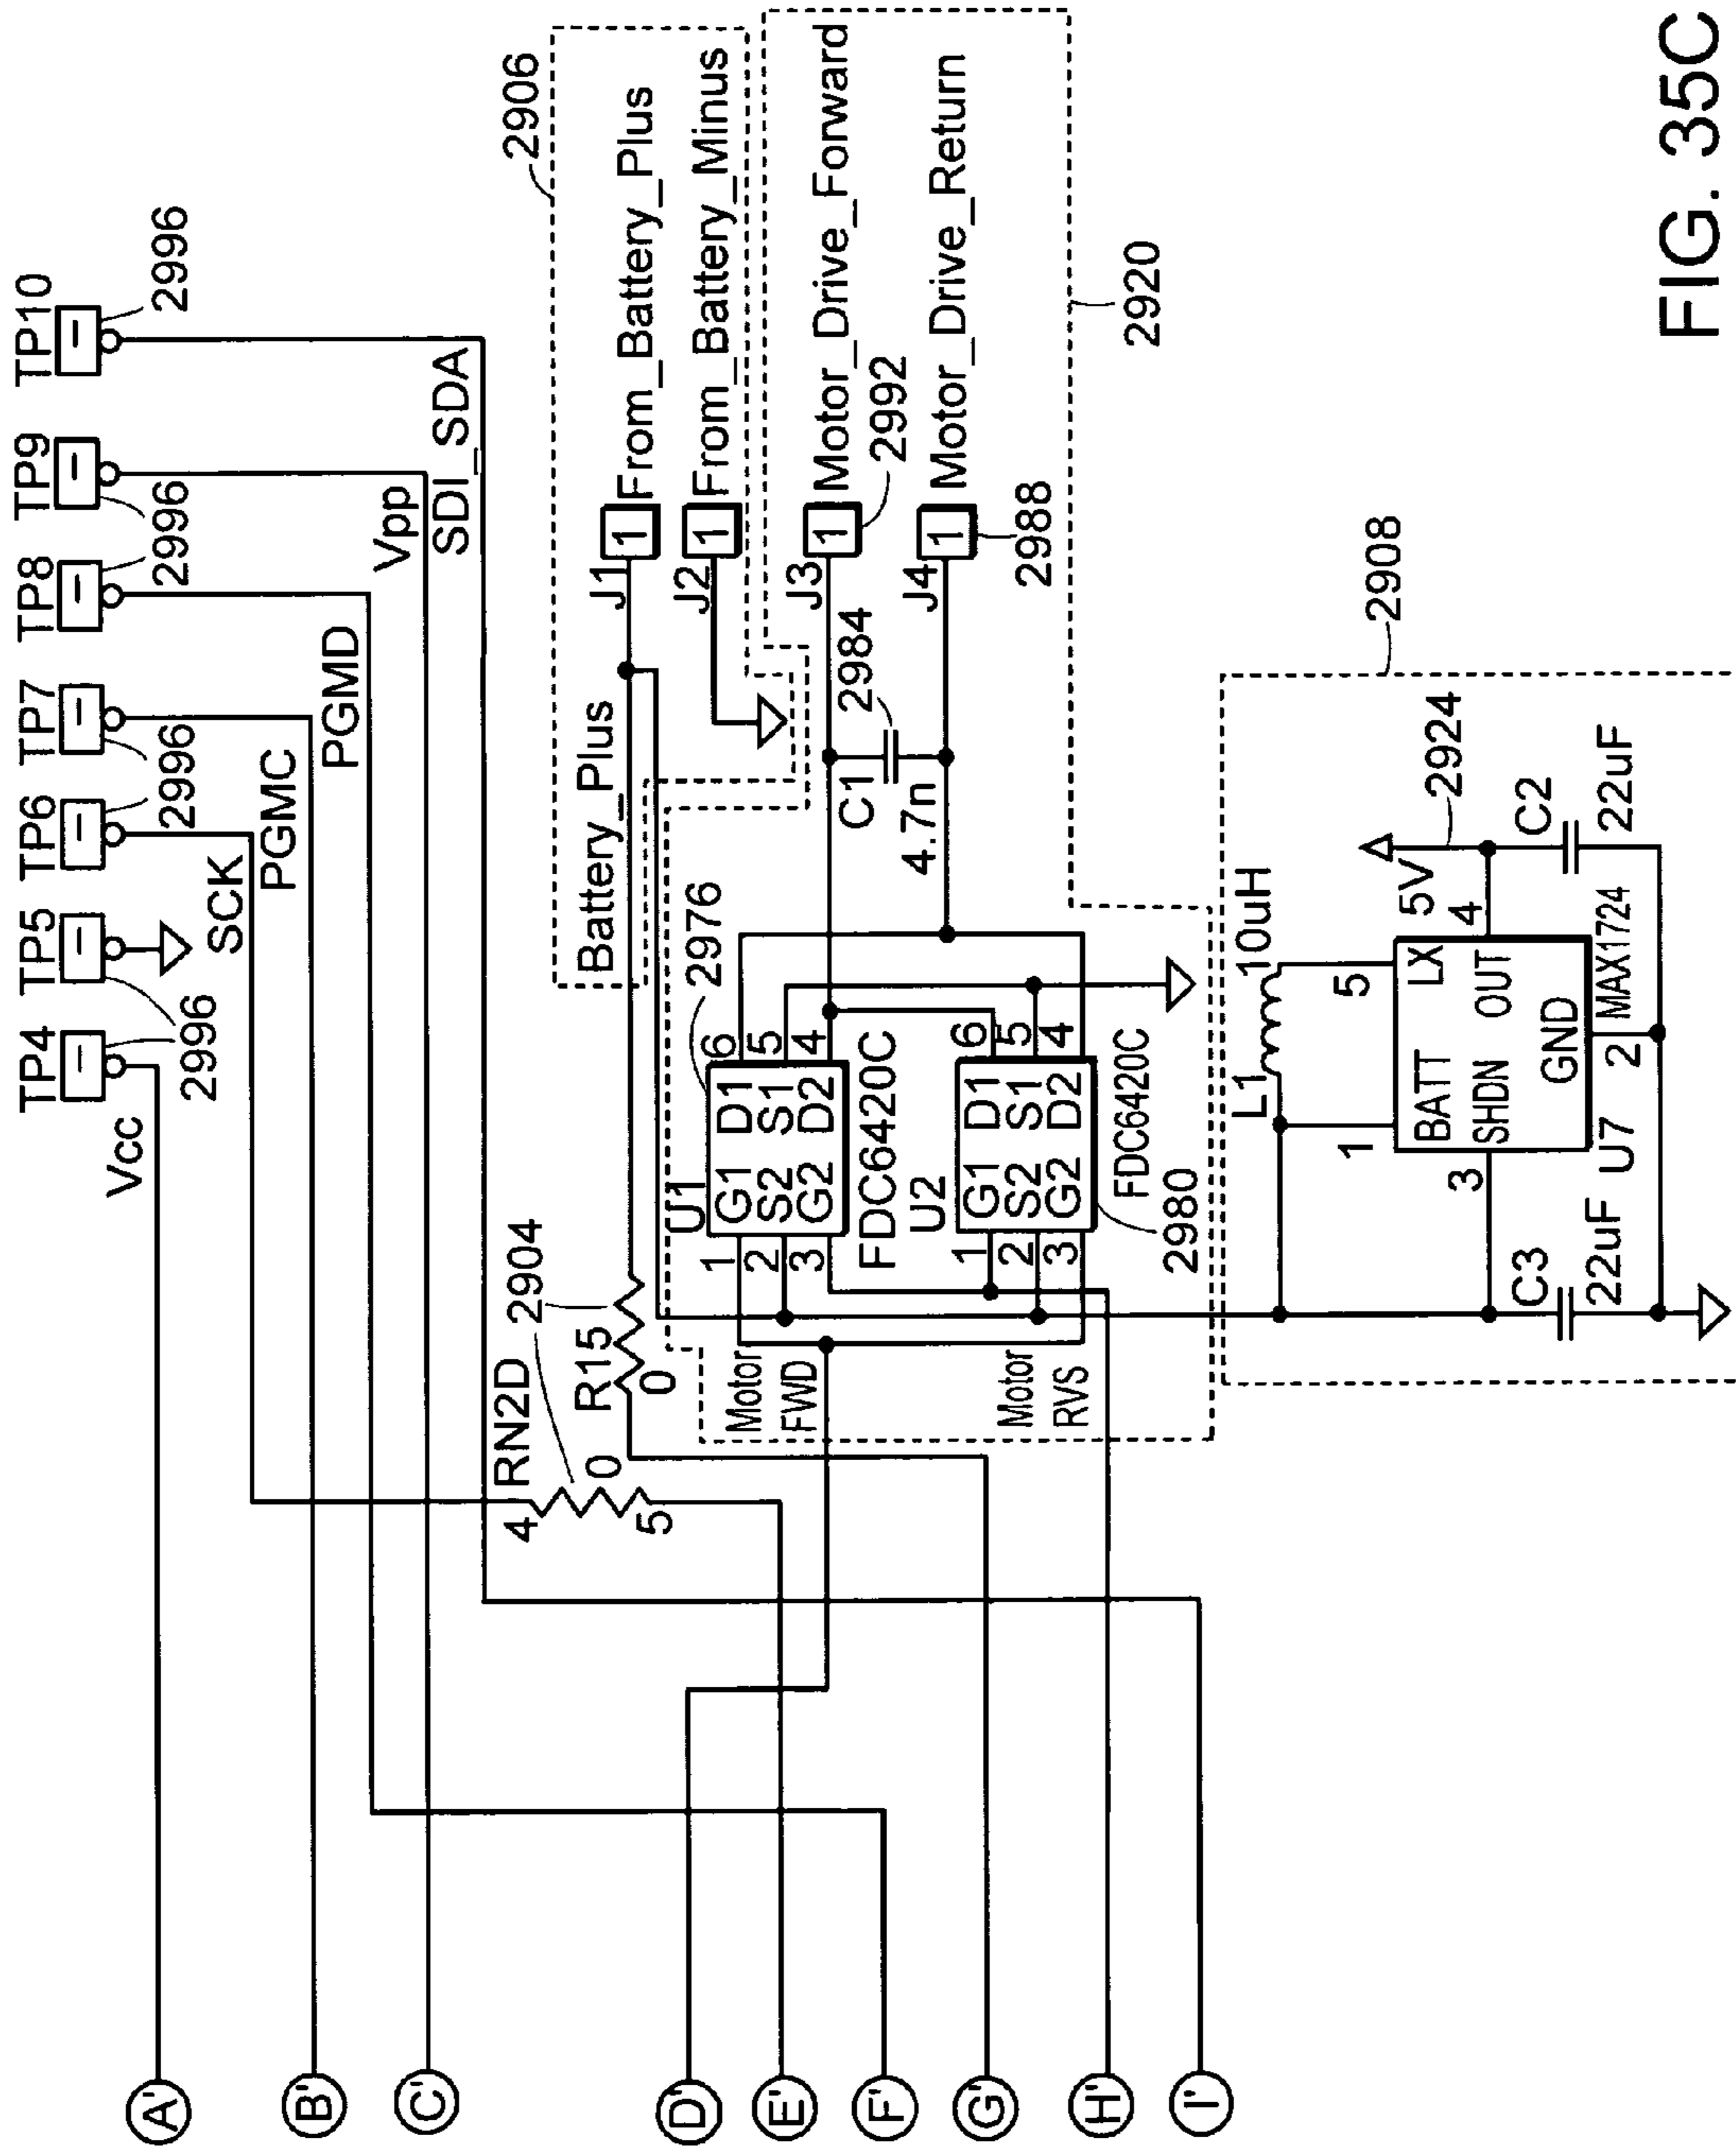 TP4 TP5 TP6 TP7 TP8 TP9 TP10
2996 2996 2996 2996 2996
Vcc
SCK
PGMC
PGMD
Vpp
SDI_SDA
A'
B'
C'
D'
E'
F'
G'
H'
I'
RN2D
4
0
5
2904
R15
0
Battery_Plus
2906
J1 1 From_Battery_Plus
J2 1 From_Battery_Minus
J3 1 Motor_Drive_Forward
2992
J4 1 Motor_Drive_Return
2988
C1
4.7n
2984
2920
Motor
FWD
Motor
RVS
U1
2976
1 G1 D1 6
2 S2 S1 5
3 G2 D2 4
FDC6420C
U2
1 G1 D1 6
2 S2 S1 5
3 G2 D2 4
FDC6420C
2980
2908
L1 10uH
1 5
BATT LX
3 SHDN OUT 4
GND
2
U7
MAX1724
5V
2924
C3
22uF
C2
22uF
FIG. 35C